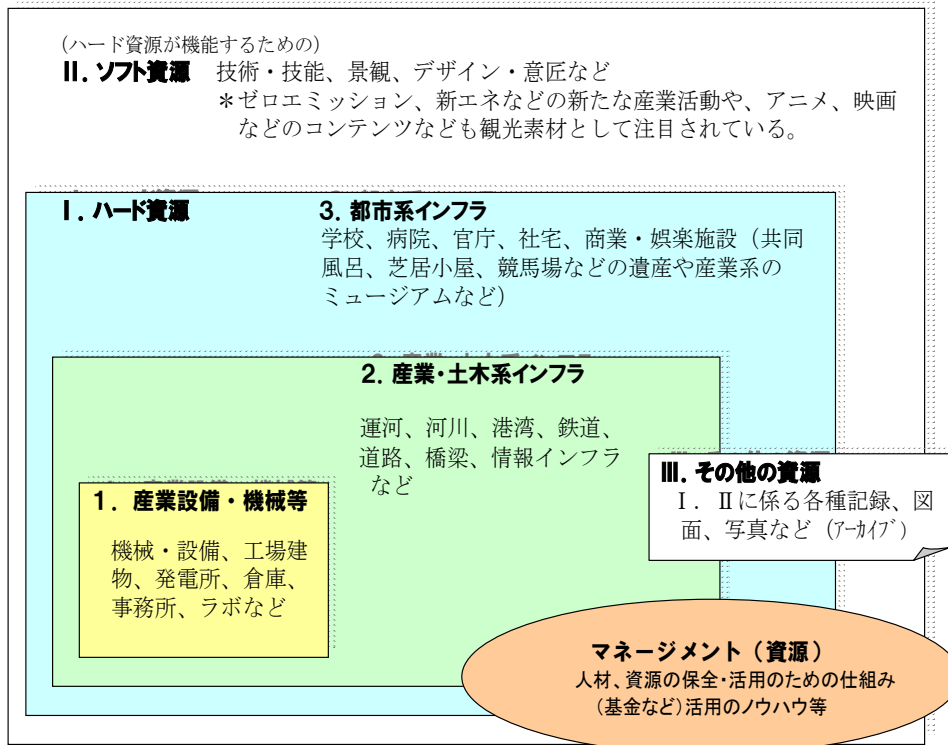 (ハード資源が機能するための)
Ⅱ. ソフト資源 技術・技能、景観、デザイン・意匠など
＊ゼロエミッション、新エネなどの新たな産業活動や、アニメ、映画
などのコンテンツなども観光素材として注目されている。
Ⅰ. ハード資源
3. 都市系インフラ
学校、病院、官庁、社宅、商業・娯楽施設（共同
風呂、芝居小屋、競馬場などの遺産や産業系の
ミュージアムなど）
2. 産業・土木系インフラ
運河、河川、港湾、鉄道、
道路、橋梁、情報インフラ
など
1. 産業設備・機械等
機械・設備、工場建
物、発電所、倉庫、
事務所、ラボなど
Ⅲ. その他の資源
Ⅰ. Ⅱに係る各種記録、図
面、写真など（ｱｰｶｲﾌﾞ）
マネージメント（資源）
人材、資源の保全・活用のための仕組み
（基金など）活用のノウハウ等